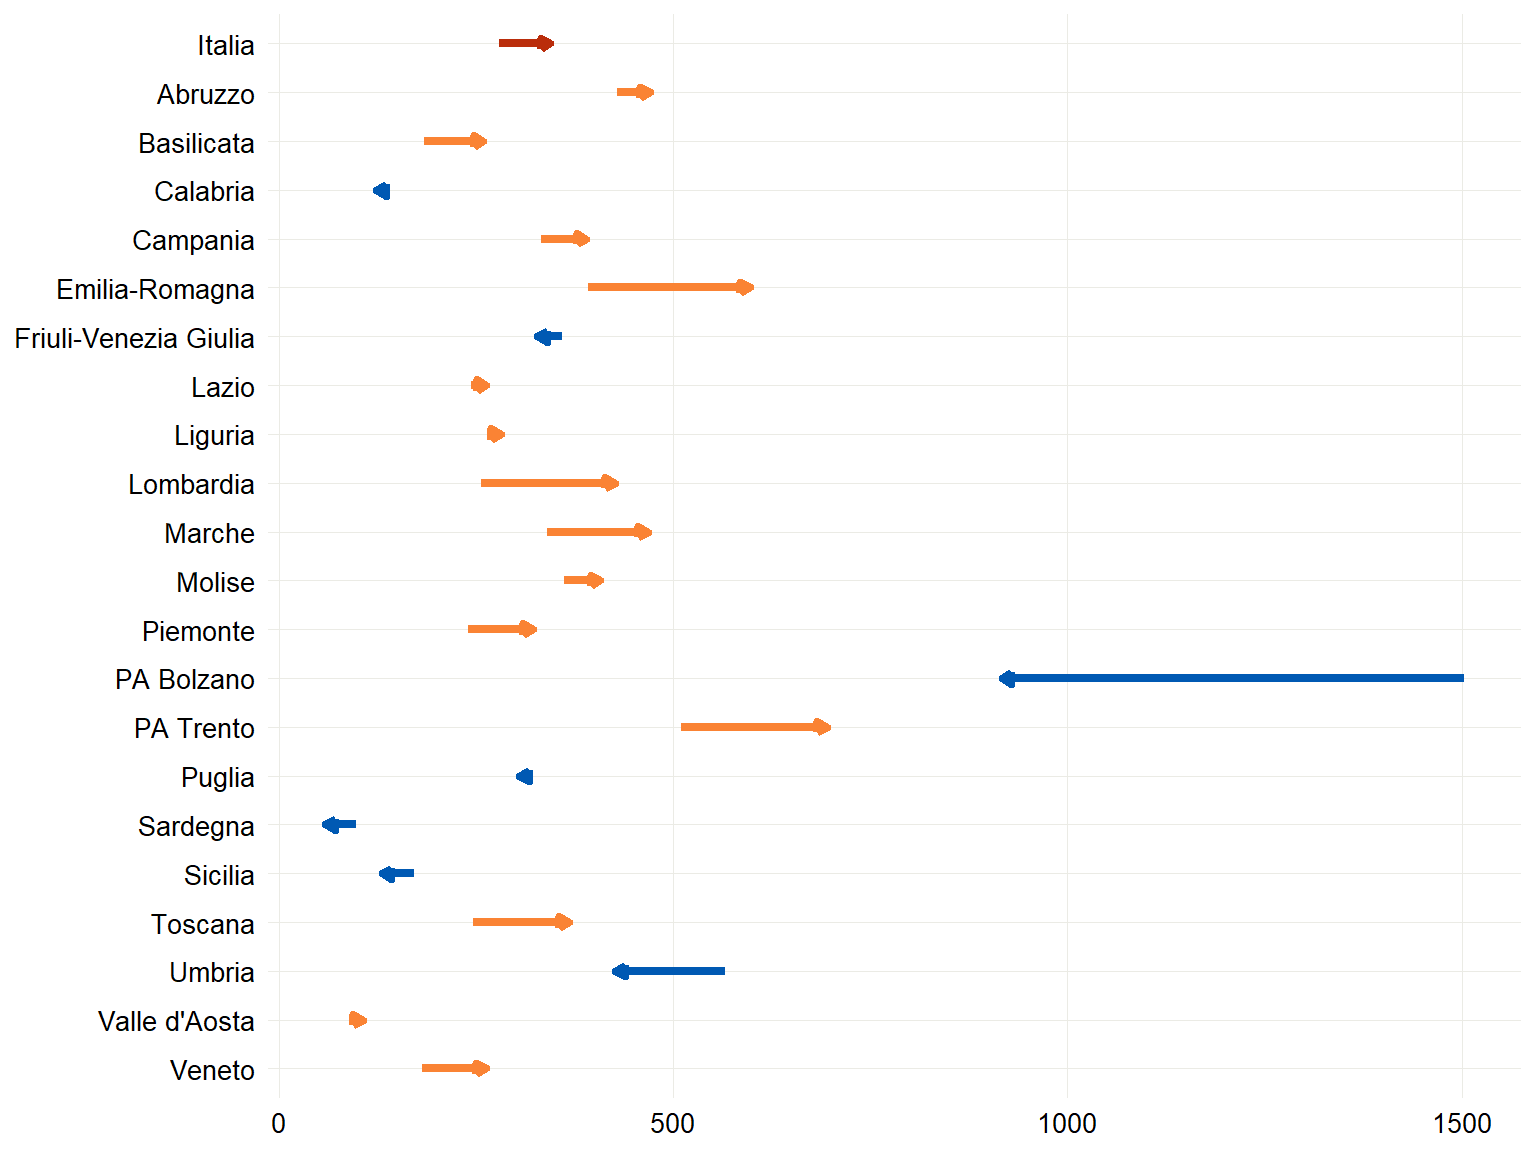 Italia
Abruzzo
Basilicata
Calabria
Campania
Emilia-Romagna
Friuli-Venezia Giulia
Lazio
Liguria
Lombardia
Marche
Molise
Piemonte
PA Bolzano
PA Trento
Puglia
Sardegna
Sicilia
Toscana
Umbria
Valle d'Aosta
Veneto
0 500 1000 1500